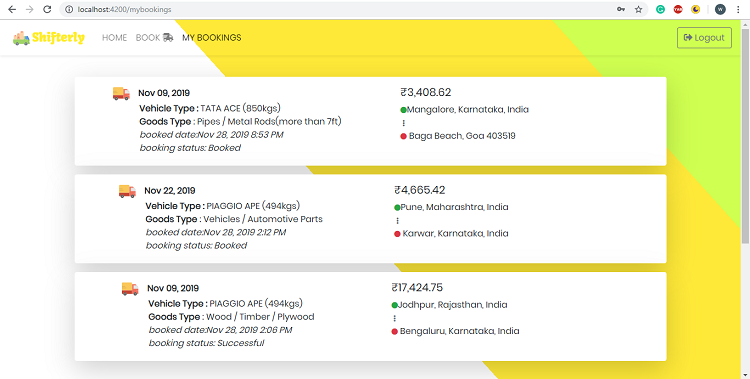 localhost:4200/mybookings
Shifterly HOME BOOK MY BOOKINGS Logout
Nov 09, 2019
Vehicle Type : TATA ACE (850kgs)
Goods Type : Pipes / Metal Rods(more than 7ft)
booked date:Nov 28, 2019 8:53 PM
booking status: Booked
₹3,408.62
Mangalore, Karnataka, India
Baga Beach, Goa 403519
Nov 22, 2019
Vehicle Type : PIAGGIO APE (494kgs)
Goods Type : Vehicles / Automotive Parts
booked date:Nov 28, 2019 2:12 PM
booking status: Booked
₹4,665.42
Pune, Maharashtra, India
Karwar, Karnataka, India
Nov 09, 2019
Vehicle Type : PIAGGIO APE (494kgs)
Goods Type : Wood / Timber / Plywood
booked date:Nov 28, 2019 2:06 PM
booking status: Successful
₹17,424.75
Jodhpur, Rajasthan, India
Bengaluru, Karnataka, India